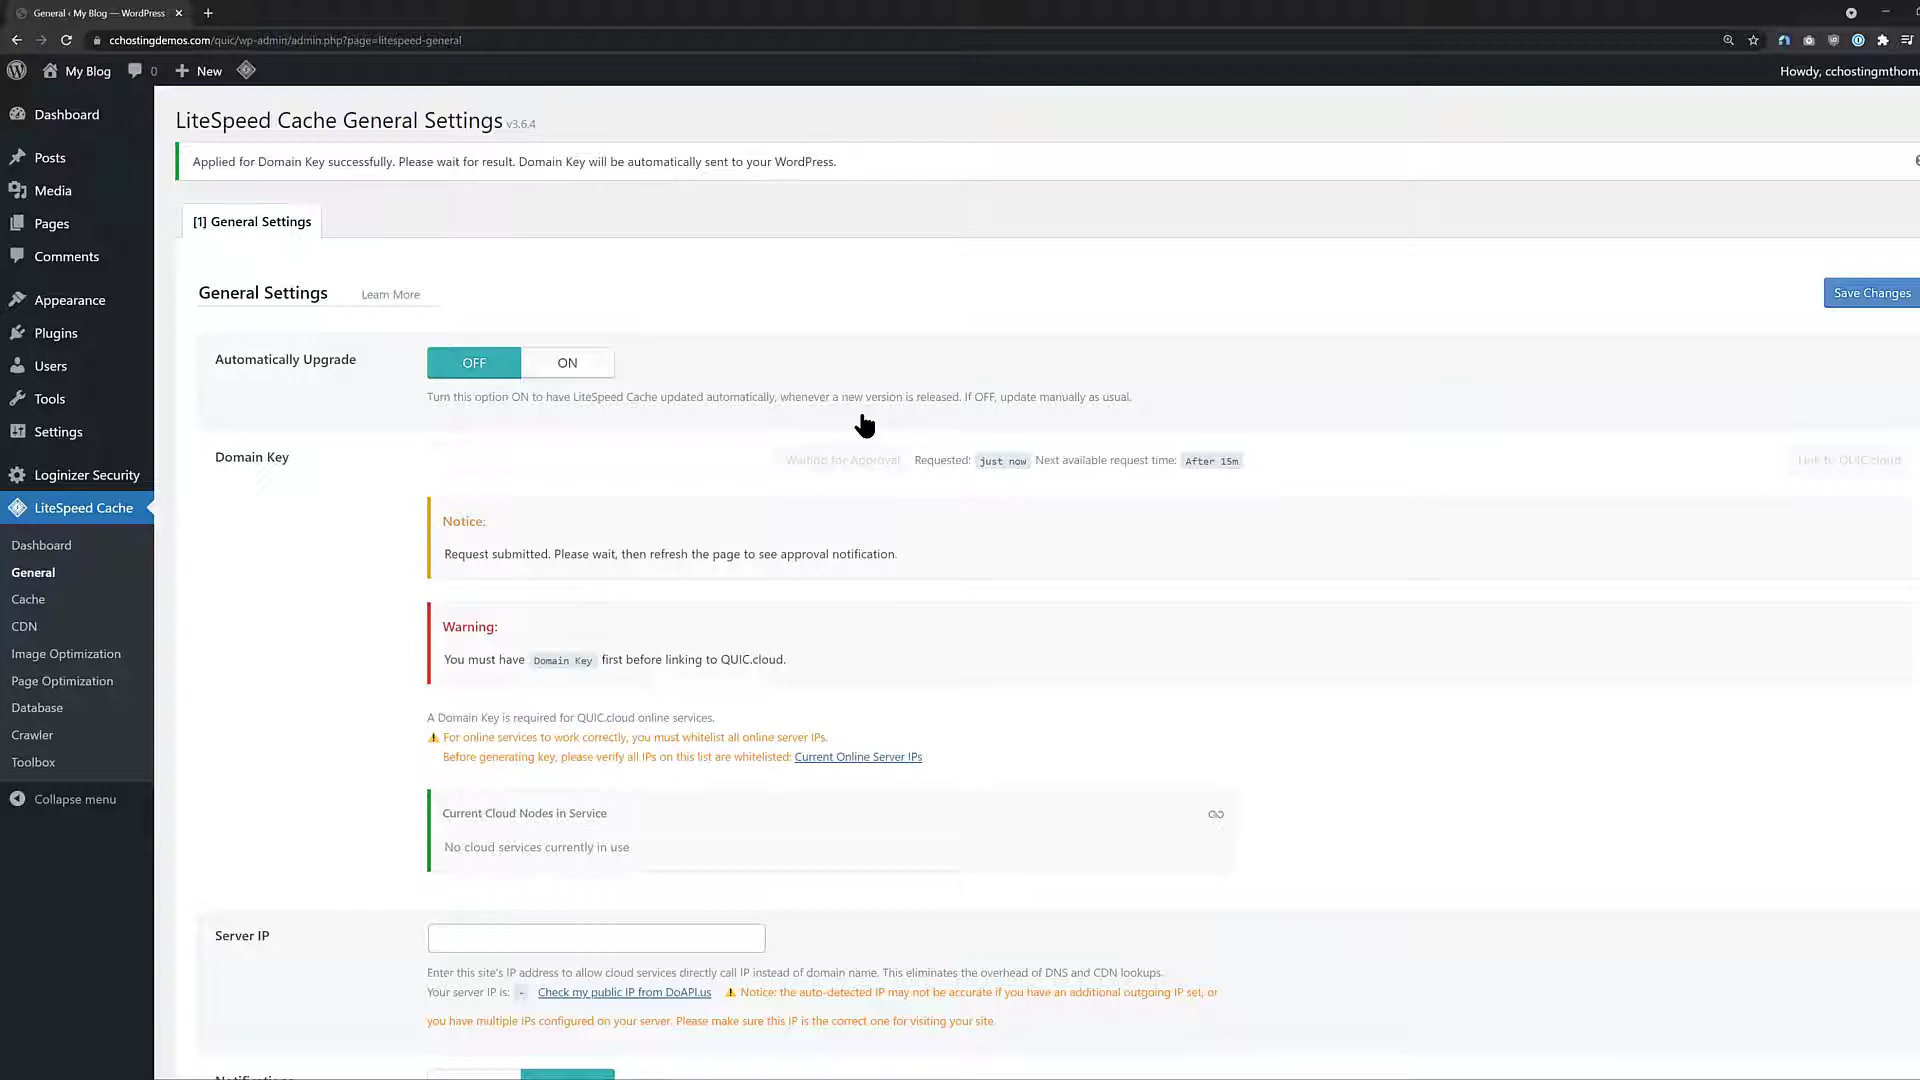 General ‹ My Blog — WordPress
cchostingdemos.com/quic/wp-admin/admin.php?page=litespeed-general
My Blog 0 New
Howdy, cchostingmthoma
Dashboard
Posts
Media
Pages
Comments
Appearance
Plugins
Users
Tools
Settings
Loginizer Security
LiteSpeed Cache
Dashboard
General
Cache
CDN
Image Optimization
Page Optimization
Database
Crawler
Toolbox
Collapse menu
LiteSpeed Cache General Settings v3.6.4
Applied for Domain Key successfully. Please wait for result. Domain Key will be automatically sent to your WordPress.
[1] General Settings
General Settings Learn More
Save Changes
Automatically Upgrade
OFF ON
Turn this option ON to have LiteSpeed Cache updated automatically, whenever a new version is released. If OFF, update manually as usual.
Domain Key
Waiting for Approval Requested: just now Next available request time: After 15m Link to QUIC.cloud
Notice:
Request submitted. Please wait, then refresh the page to see approval notification.
Warning:
You must have Domain Key first before linking to QUIC.cloud.
A Domain Key is required for QUIC.cloud online services.
For online services to work correctly, you must whitelist all online server IPs.
Before generating key, please verify all IPs on this list are whitelisted: Current Online Server IPs
Current Cloud Nodes in Service
No cloud services currently in use
Server IP
Enter this site's IP address to allow cloud services directly call IP instead of domain name. This eliminates the overhead of DNS and CDN lookups.
Your server IP is: - Check my public IP from DoAPI.us Notice: the auto-detected IP may not be accurate if you have an additional outgoing IP set, or
you have multiple IPs configured on your server. Please make sure this IP is the correct one for visiting your site.